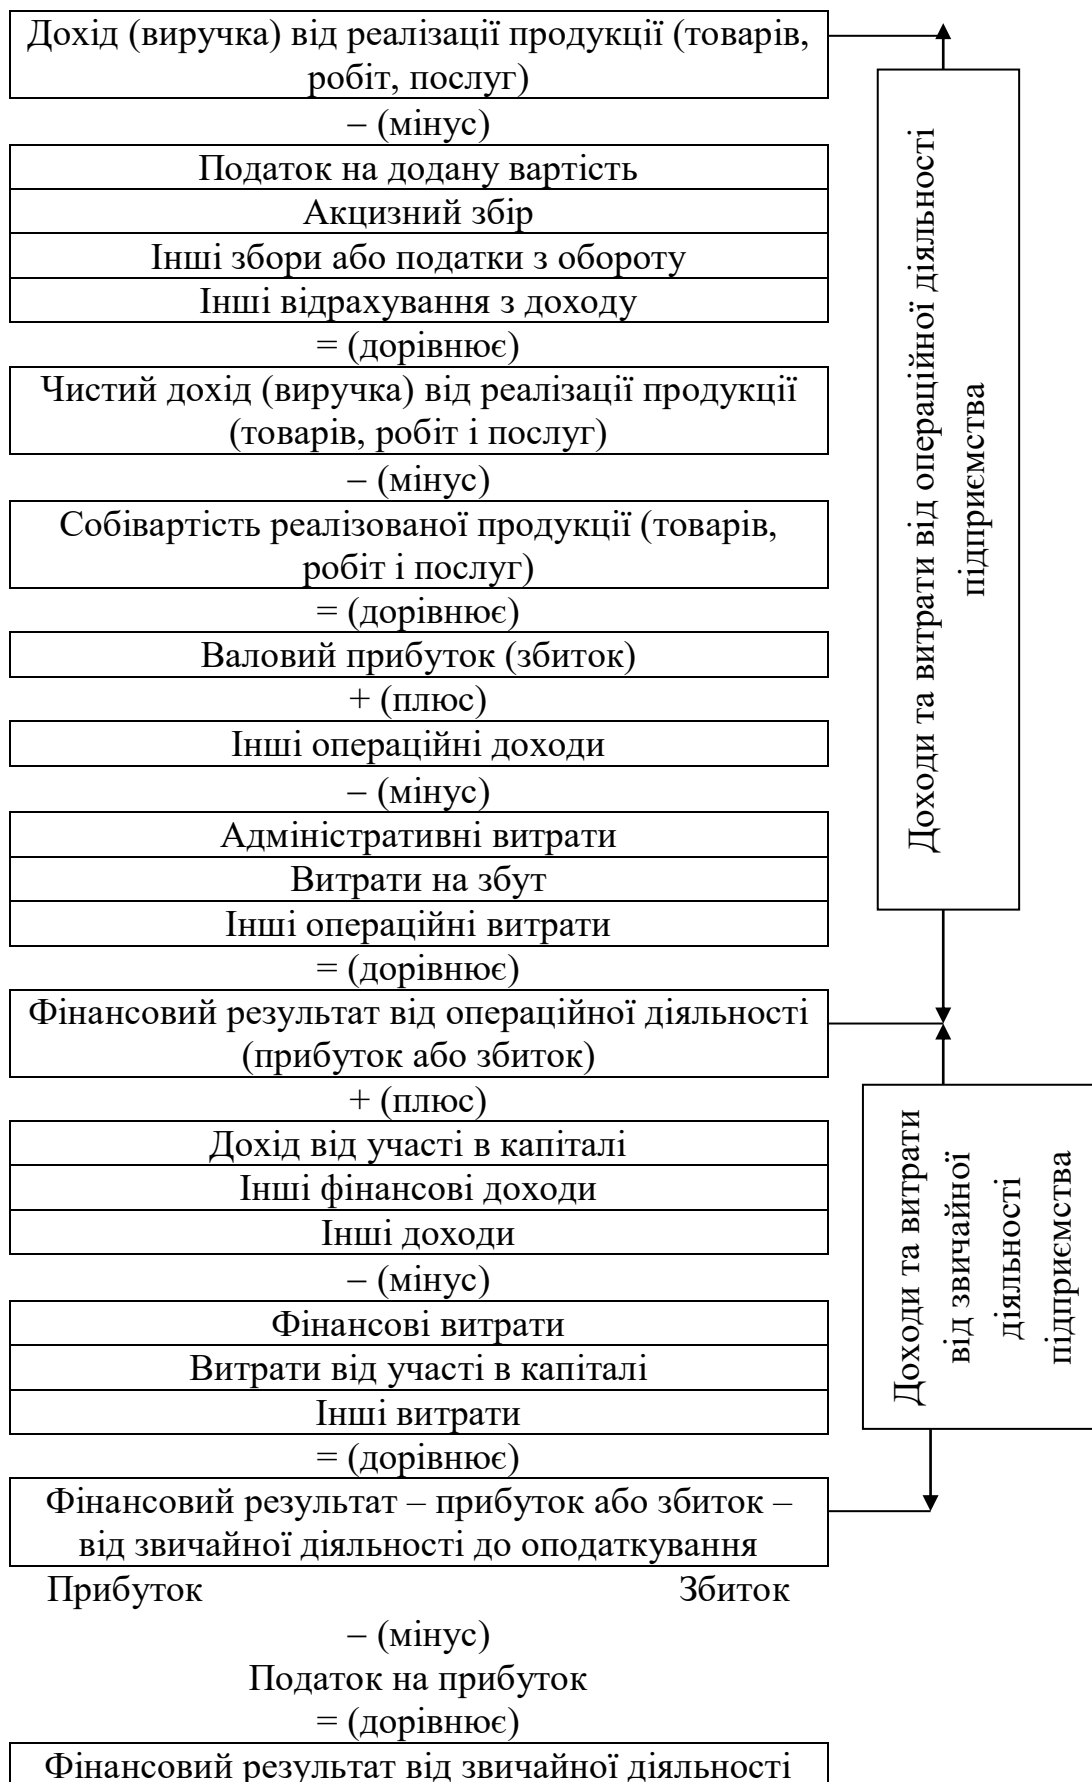 Дохід (виручка) від реалізації продукції (товарів,
робіт, послуг)
– (мінус)
Податок на додану вартість
Акцизний збір
Інші збори або податки з обороту
Інші відрахування з доходу
= (дорівнює)
Чистий дохід (виручка) від реалізації продукції
(товарів, робіт і послуг)
– (мінус)
Собівартість реалізованої продукції (товарів,
робіт і послуг)
= (дорівнює)
Валовий прибуток (збиток)
+ (плюс)
Інші операційні доходи
– (мінус)
Адміністративні витрати
Витрати на збут
Інші операційні витрати
= (дорівнює)
Фінансовий результат від операційної діяльності
(прибуток або збиток)
+ (плюс)
Дохід від участі в капіталі
Інші фінансові доходи
Інші доходи
– (мінус)
Фінансові витрати
Витрати від участі в капіталі
Інші витрати
= (дорівнює)
Фінансовий результат – прибуток або збиток –
від звичайної діяльності до оподаткування
Прибуток Збиток
– (мінус)
Податок на прибуток
= (дорівнює)
Фінансовий результат від звичайної діяльності
Доходи та витрати від операційної діяльності
підприємства
Доходи та витрати
від звичайної
діяльності
підприємства